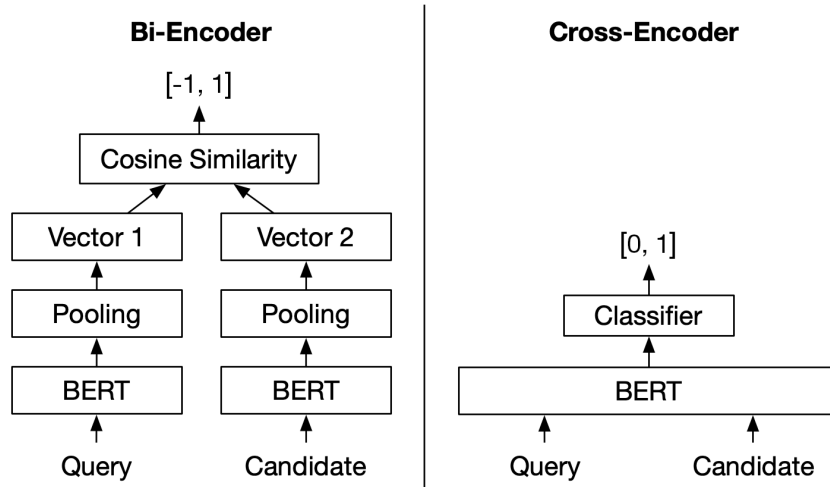 Bi-Encoder
[-1, 1]
Cosine Similarity
Vector 1
Vector 2
Pooling
Pooling
BERT
BERT
Query
Candidate
Cross-Encoder
[0, 1]
Classifier
BERT
Query
Candidate